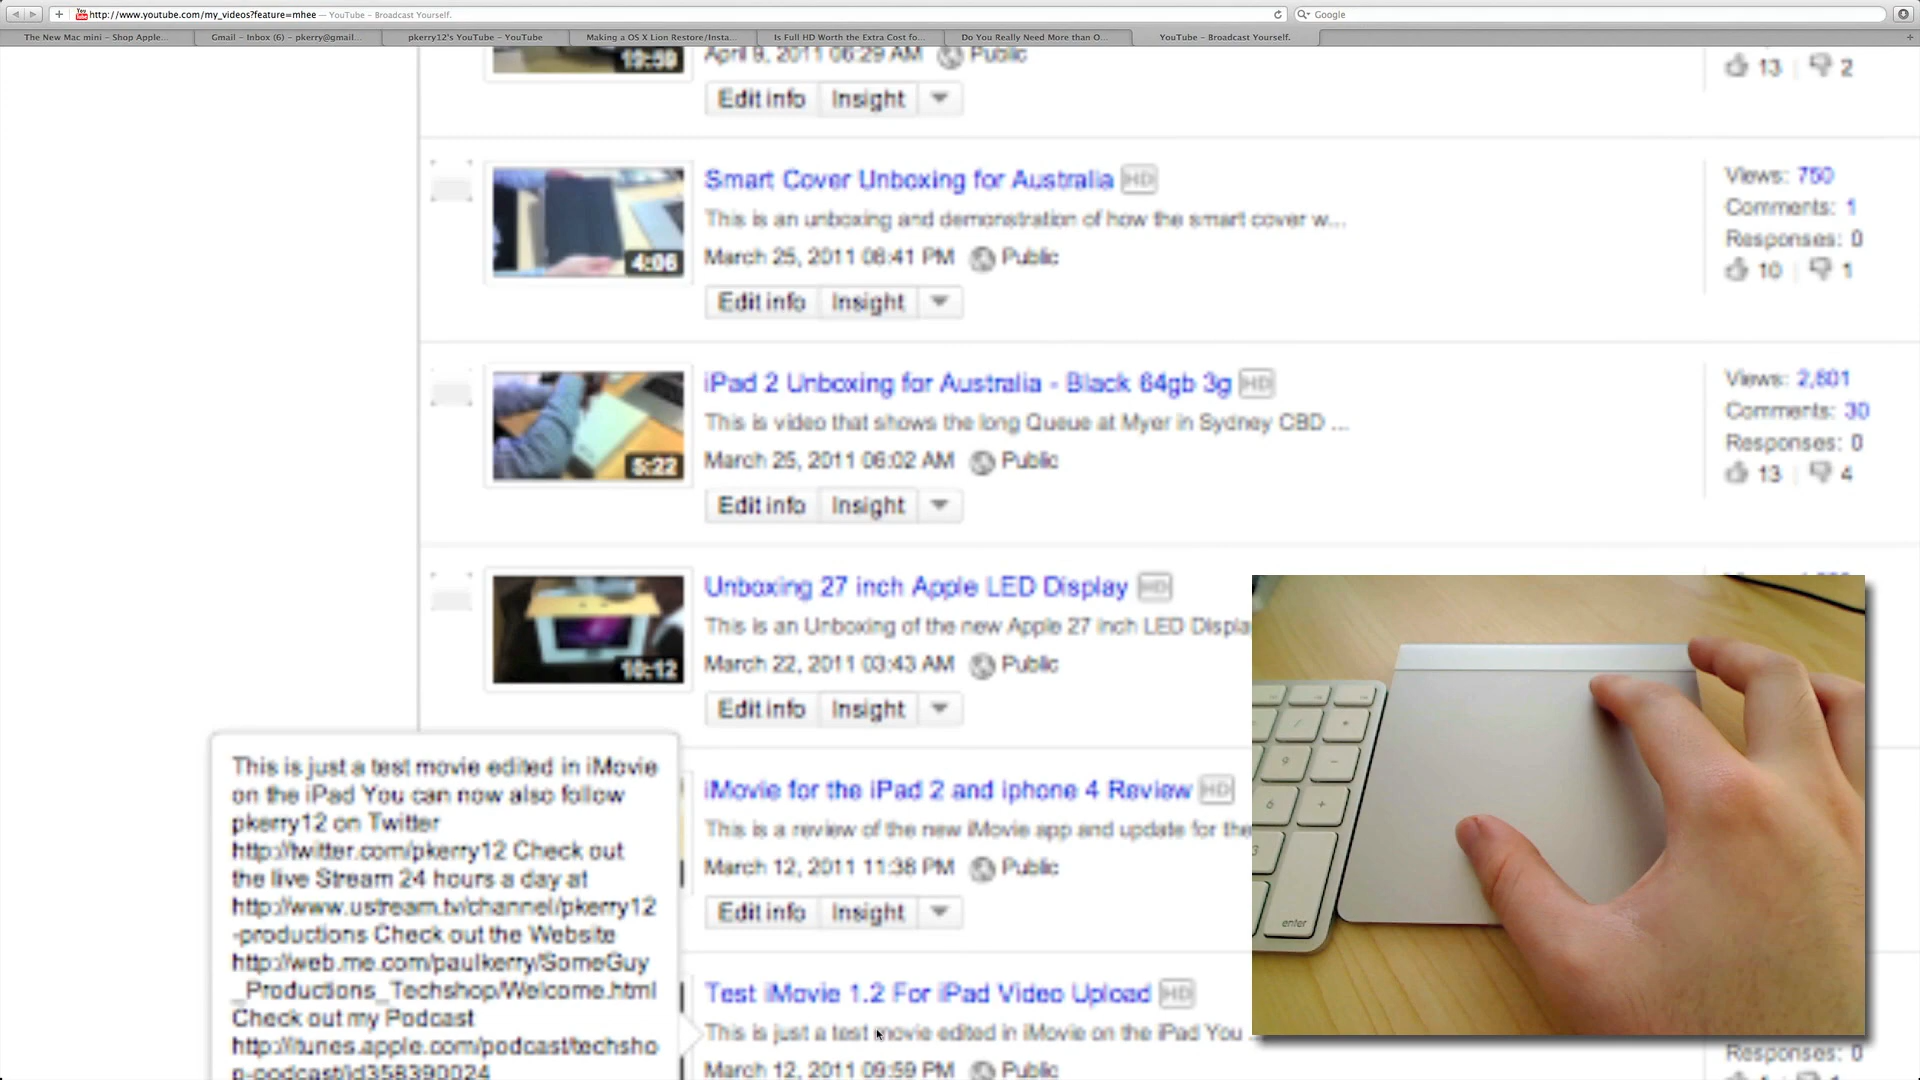 http://www.youtube.com/my_videos?feature=mhee — YouTube – Broadcast Yourself.
Google
The New Mac mini – Shop Apple...
Gmail – Inbox (6) – pkerry@gmail...
pkerry12's YouTube – YouTube
Making a OS X Lion Restore/Insta...
Is Full HD Worth the Extra Cost fo...
Do You Really Need More than O...
YouTube – Broadcast Yourself.
19:59
April 9, 2011 06:29 AM Public
13 | 2
Edit info Insight
Smart Cover Unboxing for Australia HD
This is an unboxing and demonstration of how the smart cover w...
4:06
March 25, 2011 08:41 PM Public
Edit info Insight
Views: 750
Comments: 1
Responses: 0
10 | 1
iPad 2 Unboxing for Australia - Black 64gb 3g HD
This is video that shows the long Queue at Myer in Sydney CBD ...
5:22
March 25, 2011 06:02 AM Public
Edit info Insight
Views: 2,601
Comments: 30
Responses: 0
13 | 4
Unboxing 27 inch Apple LED Display HD
This is an Unboxing of the new Apple 27 inch LED Displa
10:12
March 22, 2011 03:43 AM Public
Edit info Insight
iMovie for the iPad 2 and iphone 4 Review HD
This is a review of the new iMovie app and update for the
March 12, 2011 11:38 PM Public
Edit info Insight
Test iMovie 1.2 For iPad Video Upload HD
This is just a test movie edited in iMovie on the iPad You ...
March 12, 2011 09:59 PM Public
Responses: 0
This is just a test movie edited in iMovie
on the iPad You can now also follow
pkerry12 on Twitter
http://twitter.com/pkerry12 Check out
the live Stream 24 hours a day at
http://www.ustream.tv/channel/pkerry12
-productions Check out the Website
http://web.me.com/paulkerry/SomeGuy
_Productions_Techshop/Welcome.html
Check out my Podcast
http://itunes.apple.com/podcast/techsho
p-podcast/id358390024
/ *
9 −
6 +
3
enter